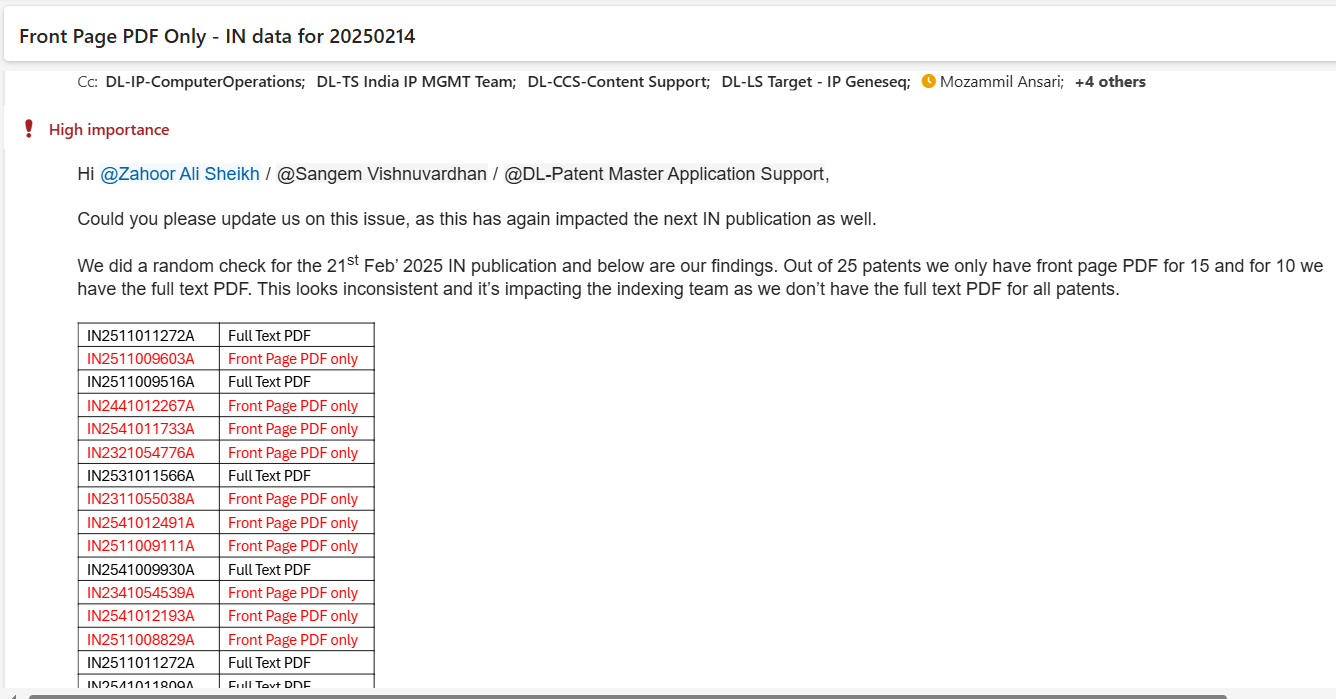 Front Page PDF Only - IN data for 20250214
Cc: DL-IP-ComputerOperations; DL-TS India IP MGMT Team; DL-CCS-Content Support; DL-LS Target - IP Geneseq; Mozammil Ansari; +4 others
High importance
Hi @Zahoor Ali Sheikh / @Sangem Vishnuvardhan / @DL-Patent Master Application Support,
Could you please update us on this issue, as this has again impacted the next IN publication as well.
We did a random check for the 21st Feb’ 2025 IN publication and below are our findings. Out of 25 patents we only have front page PDF for 15 and for 10 we
have the full text PDF. This looks inconsistent and it’s impacting the indexing team as we don’t have the full text PDF for all patents.
IN2511011272A Full Text PDF
IN2511009603A Front Page PDF only
IN2511009516A Full Text PDF
IN2441012267A Front Page PDF only
IN2541011733A Front Page PDF only
IN2321054776A Front Page PDF only
IN2531011566A Full Text PDF
IN2311055038A Front Page PDF only
IN2541012491A Front Page PDF only
IN2511009111A Front Page PDF only
IN2541009930A Full Text PDF
IN2341054539A Front Page PDF only
IN2541012193A Front Page PDF only
IN2511008829A Front Page PDF only
IN2511011272A Full Text PDF
IN2541011809A Full Text PDF